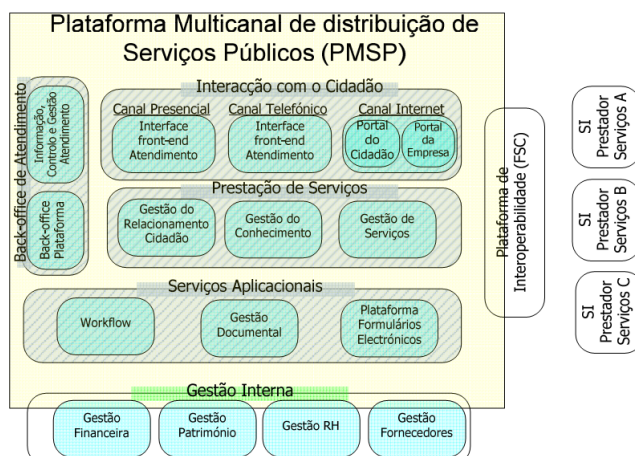 Plataforma Multicanal de distribuição de
Serviços Públicos (PMSP)
Back-office de Atendimento
Informação,
Controlo e Gestão
Atendimento
Back-office
Plataforma
Interacção com o Cidadão
Canal Presencial
Interface
front-end
Atendimento
Canal Telefónico
Interface
front-end
Atendimento
Canal Internet
Portal
do
Cidadão
Portal
da
Empresa
Prestação de Serviços
Gestão do
Relacionamento
Cidadão
Gestão do
Conhecimento
Gestão de
Serviços
Serviços Aplicacionais
Workflow
Gestão
Documental
Plataforma
Formulários
Electrónicos
Gestão Interna
Gestão
Financeira
Gestão
Património
Gestão RH
Gestão
Fornecedores
Plataforma de
Interoperabilidade (FSC)
SI
Prestador
Serviços A
SI
Prestador
Serviços B
SI
Prestador
Serviços C